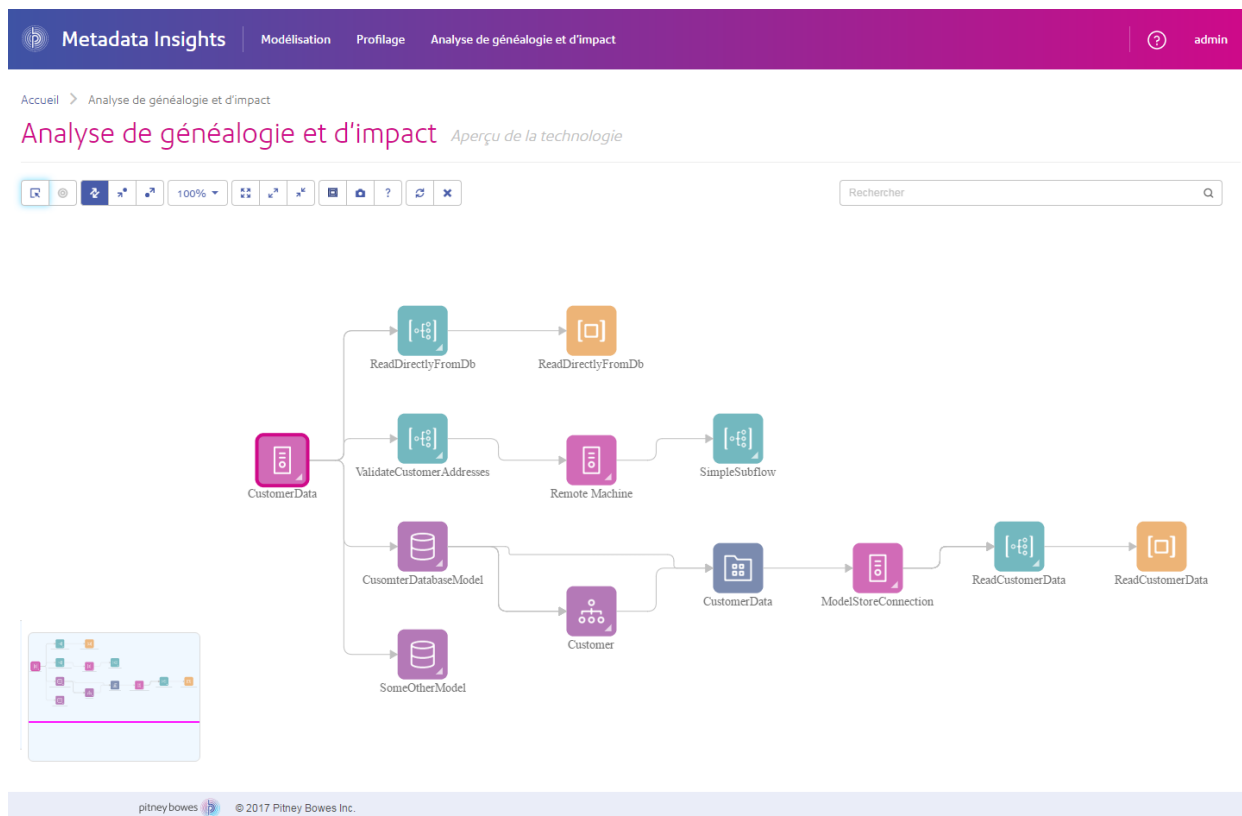 Metadata Insights Modélisation Profilage Analyse de généalogie et d'impact ? admin
Accueil > Analyse de généalogie et d'impact
Analyse de généalogie et d'impact Aperçu de la technologie
100% ? Rechercher
ReadDirectlyFromDb ReadDirectlyFromDb
ValidateCustomerAddresses SimpleSubflow
CustomerData Remote Machine
CusomterDatabaseModel ReadCustomerData ReadCustomerData
CustomerData ModelStoreConnection
Customer
SomeOtherModel
pitney bowes © 2017 Pitney Bowes Inc.